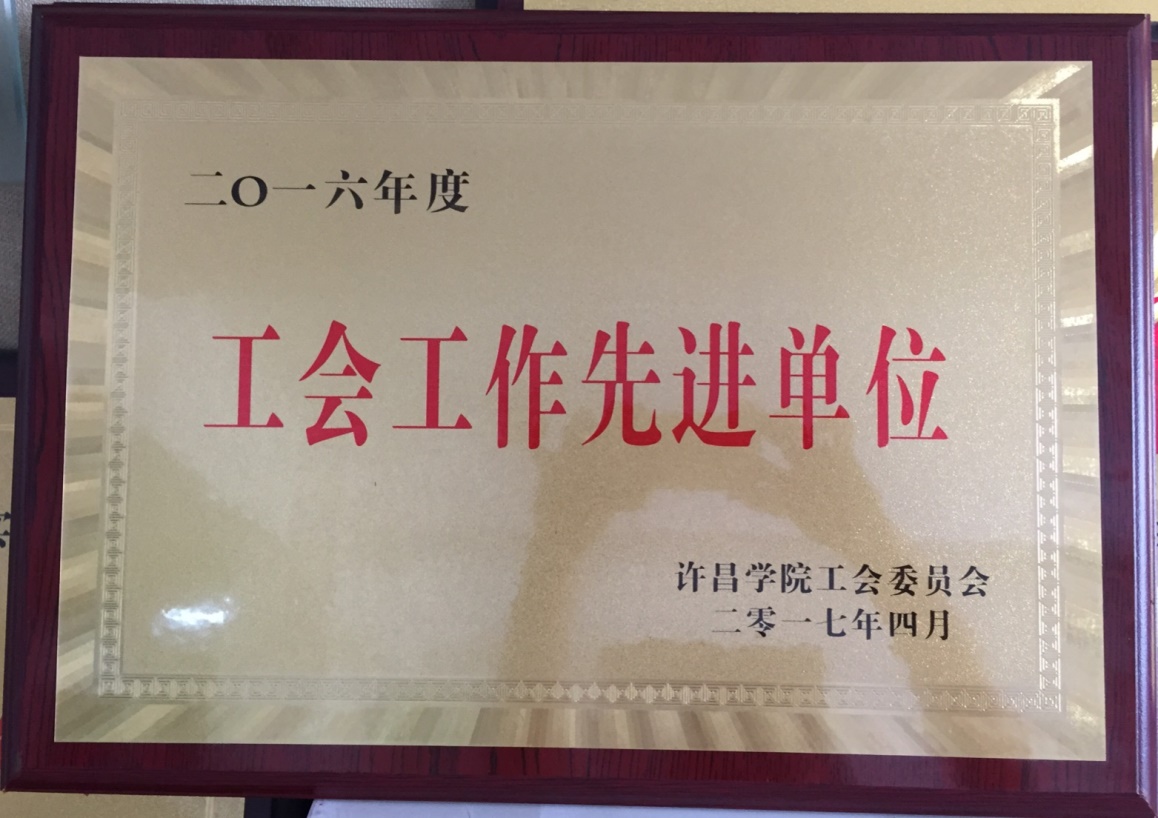 二〇一六年度
工会工作先进单位
许昌学院工会委员会
二零一七年四月